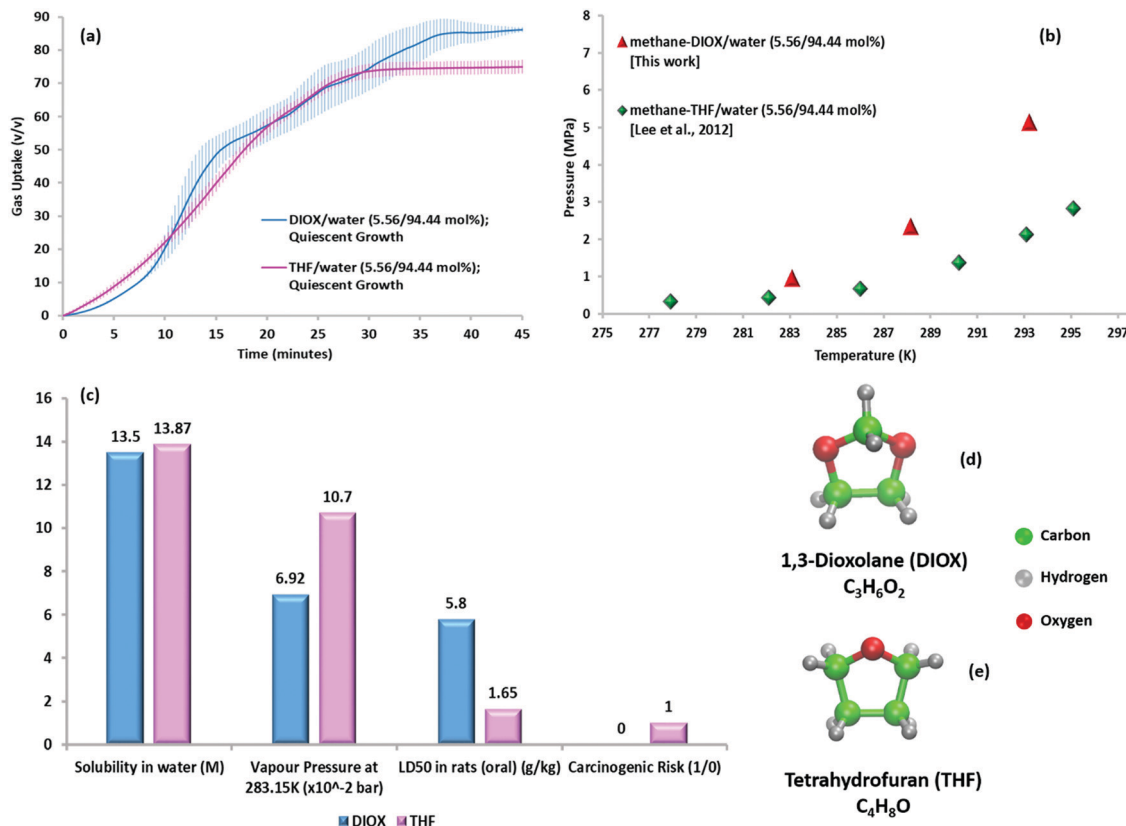 (a)
90
80
70
60
50
40
30
20
10
0
Gas Uptake (v/v)
DIOX/water (5.56/94.44 mol%);
Quiescent Growth
THF/water (5.56/94.44 mol%);
Quiescent Growth
0 5 10 15 20 25 30 35 40 45
Time (minutes)
(b)
8
7
6
5
4
3
2
1
0
Pressure (MPa)
methane-DIOX/water (5.56/94.44 mol%)
[This work]
methane-THF/water (5.56/94.44 mol%)
[Lee et al., 2012]
275 277 279 281 283 285 287 289 291 293 295 297
Temperature (K)
(c)
16
14
12
10
8
6
4
2
0
13.5 13.87
6.92 10.7
5.8 1.65
0 1
Solubility in water (M) Vapour Pressure at LD50 in rats (oral) (g/kg) Carcinogenic Risk (1/0)
283.15K (x10^-2 bar)
DIOX THF
(d)
1,3-Dioxolane (DIOX)
C₃H₆O₂
Carbon
Hydrogen
Oxygen
(e)
Tetrahydrofuran (THF)
C₄H₈O